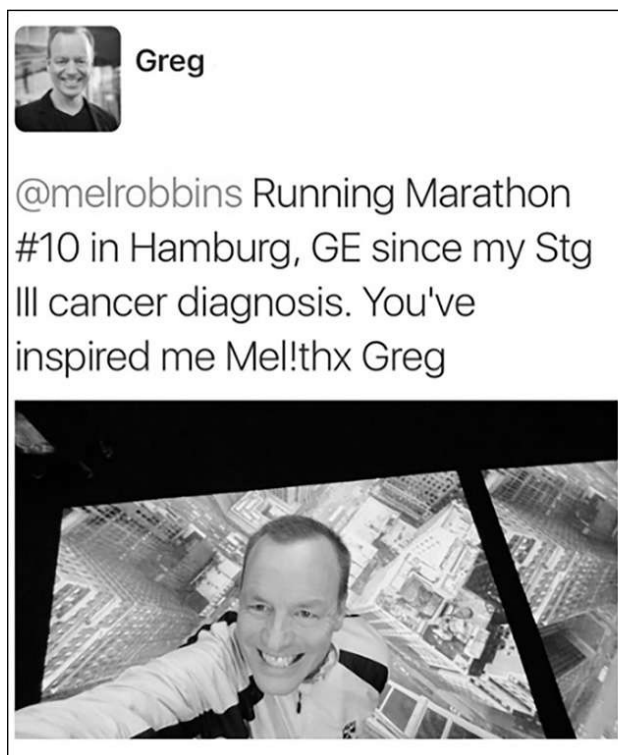 Greg
@melrobbins Running Marathon
#10 in Hamburg, GE since my Stg
III cancer diagnosis. You've
inspired me Mel!thx Greg